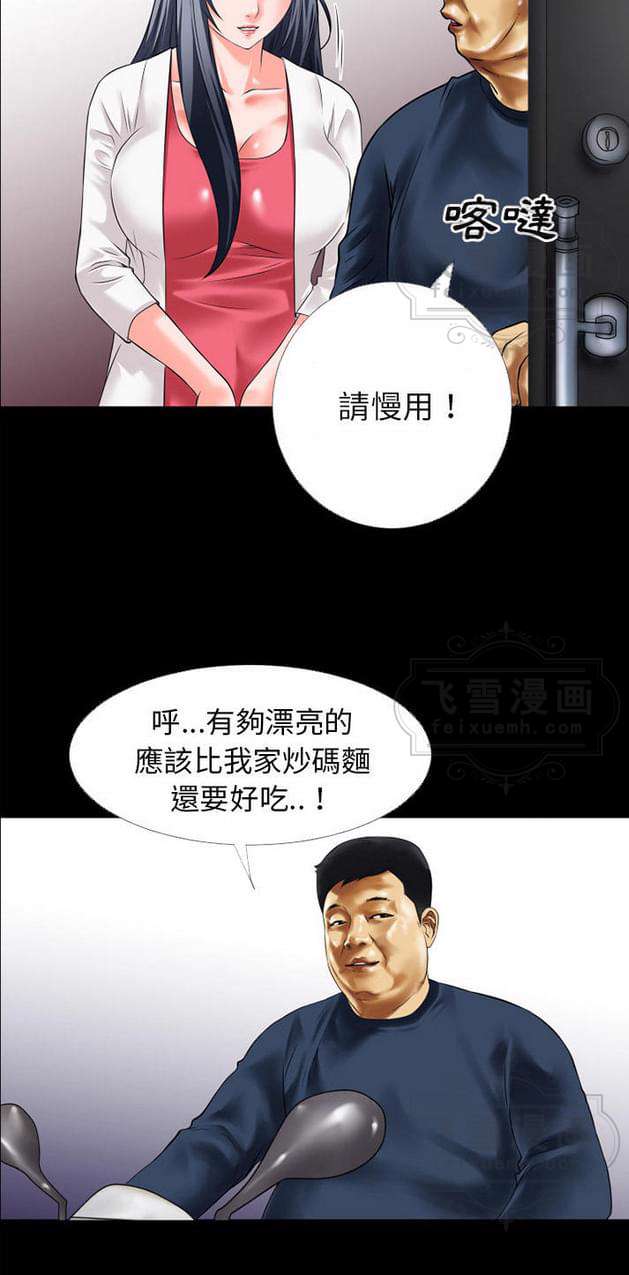 喀噠
請慢用！
飞雪漫画
feixuemh.com
呼...有夠漂亮的
應該比我家炒碼麵
還要好吃..！